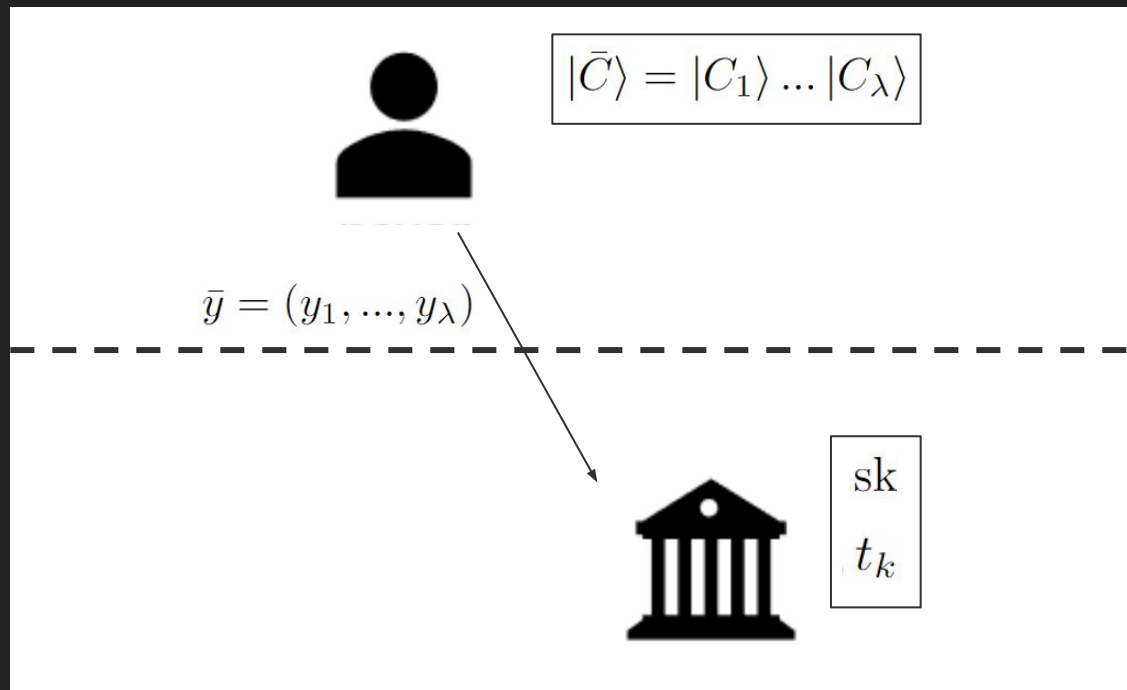 |C̄⟩ = |C₁⟩ ... |C_λ⟩
ȳ = (y₁, ..., y_λ)
sk
t_k